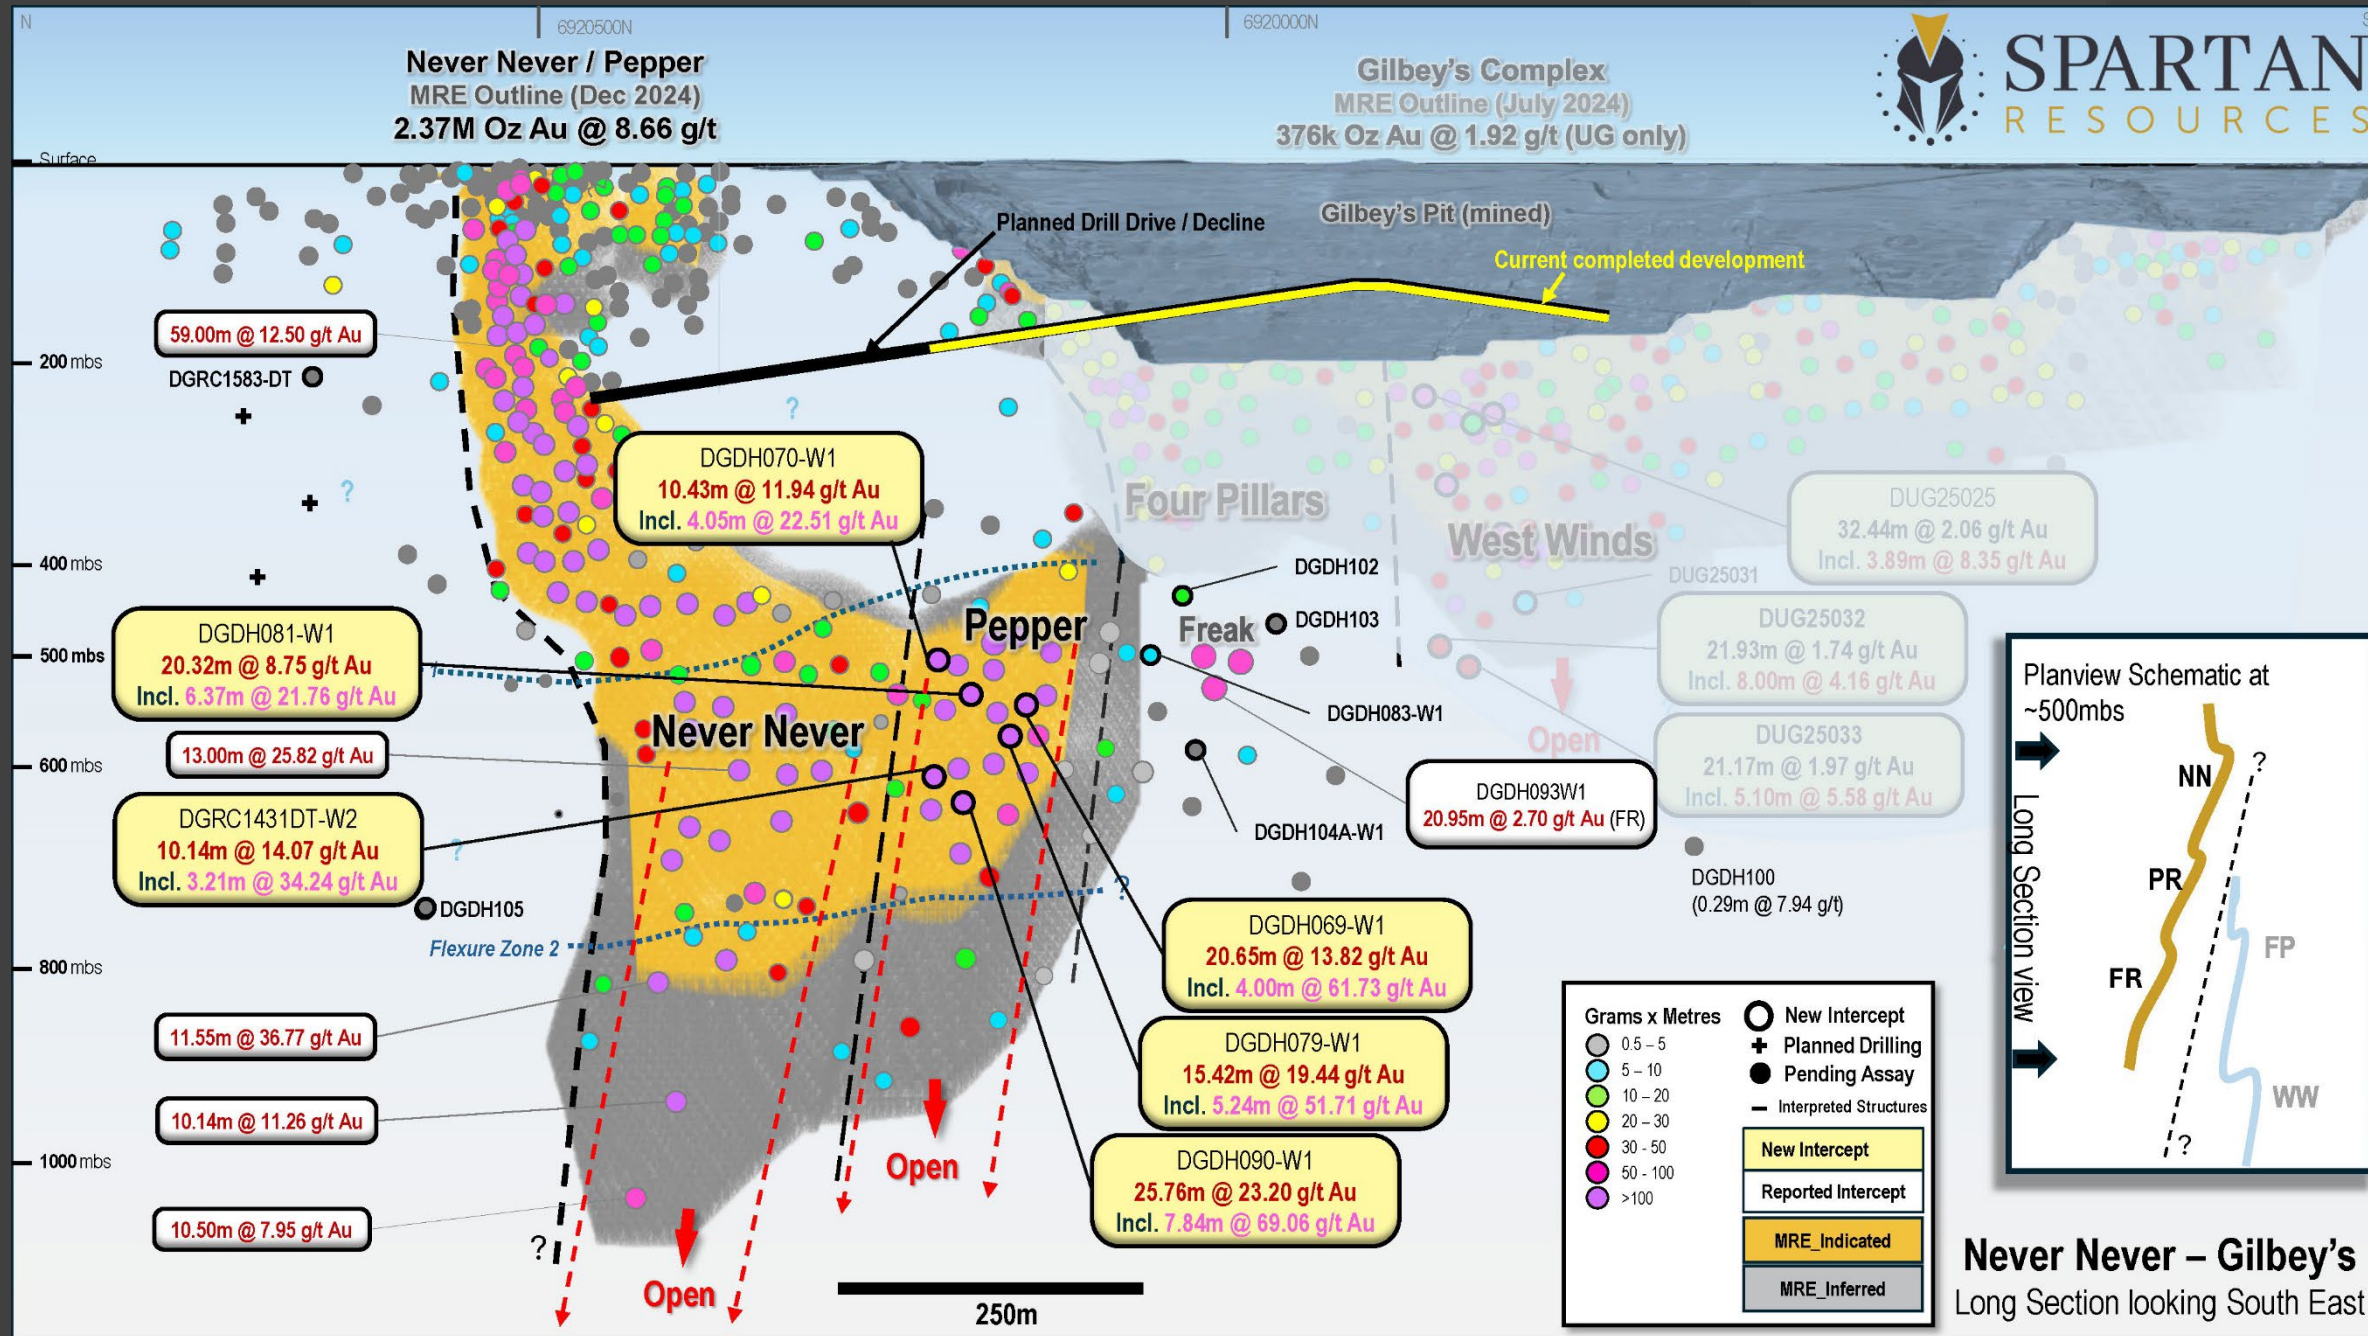 N
6920500N
6920000N
S
Never Never / Pepper
MRE Outline (Dec 2024)
2.37M Oz Au @ 8.66 g/t
Gilbey's Complex
MRE Outline (July 2024)
376k Oz Au @ 1.92 g/t (UG only)
SPARTAN
RESOURCES
Surface
Planned Drill Drive / Decline
Gilbey's Pit (mined)
Current completed development
59.00m @ 12.50 g/t Au
200 mbs
DGRC1583-DT
?
?
DGDH070-W1
10.43m @ 11.94 g/t Au
Incl. 4.05m @ 22.51 g/t Au
Four Pillars
West Winds
DUG25025
32.44m @ 2.06 g/t Au
Incl. 3.89m @ 8.35 g/t Au
400 mbs
DGDH102
DUG25031
DGDH103
Freak
Pepper
DUG25032
21.93m @ 1.74 g/t Au
Incl. 8.00m @ 4.16 g/t Au
DGDH081-W1
20.32m @ 8.75 g/t Au
Incl. 6.37m @ 21.76 g/t Au
500 mbs
DGDH083-W1
Open
DUG25033
21.17m @ 1.97 g/t Au
Incl. 5.10m @ 5.58 g/t Au
Never Never
13.00m @ 25.82 g/t Au
600 mbs
DGDH093W1
20.95m @ 2.70 g/t Au (FR)
DGRC1431DT-W2
10.14m @ 14.07 g/t Au
Incl. 3.21m @ 34.24 g/t Au
?
DGDH104A-W1
DGDH100
(0.29m @ 7.94 g/t)
DGDH105
?
Flexure Zone 2
DGDH069-W1
20.65m @ 13.82 g/t Au
Incl. 4.00m @ 61.73 g/t Au
800 mbs
11.55m @ 36.77 g/t Au
DGDH079-W1
15.42m @ 19.44 g/t Au
Incl. 5.24m @ 51.71 g/t Au
10.14m @ 11.26 g/t Au
1000 mbs
Open
DGDH090-W1
25.76m @ 23.20 g/t Au
Incl. 7.84m @ 69.06 g/t Au
10.50m @ 7.95 g/t Au
?
Open
250m
Grams x Metres
0.5 – 5
5 – 10
10 – 20
20 – 30
30 - 50
50 - 100
>100
New Intercept
Planned Drilling
Pending Assay
Interpreted Structures
New Intercept
Reported Intercept
MRE_Indicated
MRE_Inferred
Planview Schematic at
~500mbs
Long Section view
NN
?
PR
FP
FR
WW
?
Never Never – Gilbey's
Long Section looking South East